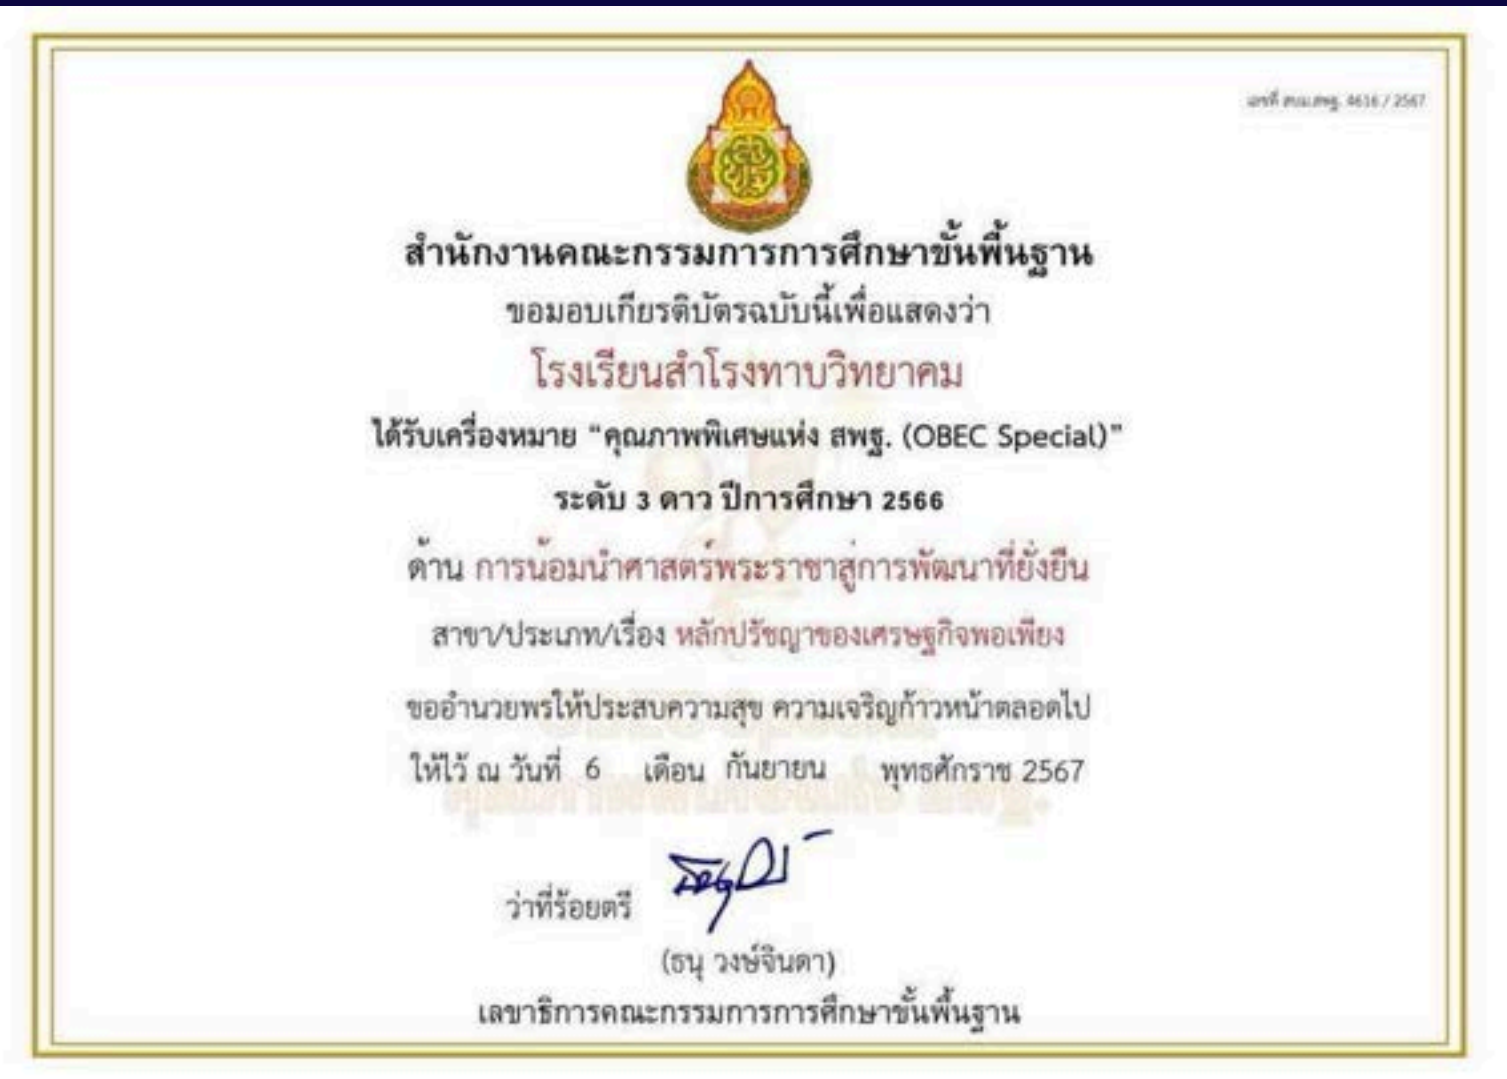 เลขที่ สบม.สพฐ. 4616 / 2567
สำนักงานคณะกรรมการการศึกษาขั้นพื้นฐาน
ขอมอบเกียรติบัตรฉบับนี้เพื่อแสดงว่า
โรงเรียนสำโรงทาบวิทยาคม
ได้รับเครื่องหมาย "คุณภาพพิเศษแห่ง สพฐ. (OBEC Special)"
ระดับ 3 ดาว ปีการศึกษา 2566
ด้าน การน้อมนำศาสตร์พระราชาสู่การพัฒนาที่ยั่งยืน
สาขา/ประเภท/เรื่อง หลักปรัชญาของเศรษฐกิจพอเพียง
ขออำนวยพรให้ประสบความสุข ความเจริญก้าวหน้าตลอดไป
ให้ไว้ ณ วันที่ 6 เดือน กันยายน พุทธศักราช 2567
ว่าที่ร้อยตรี
(ธนุ วงษ์จินดา)
เลขาธิการคณะกรรมการการศึกษาขั้นพื้นฐาน